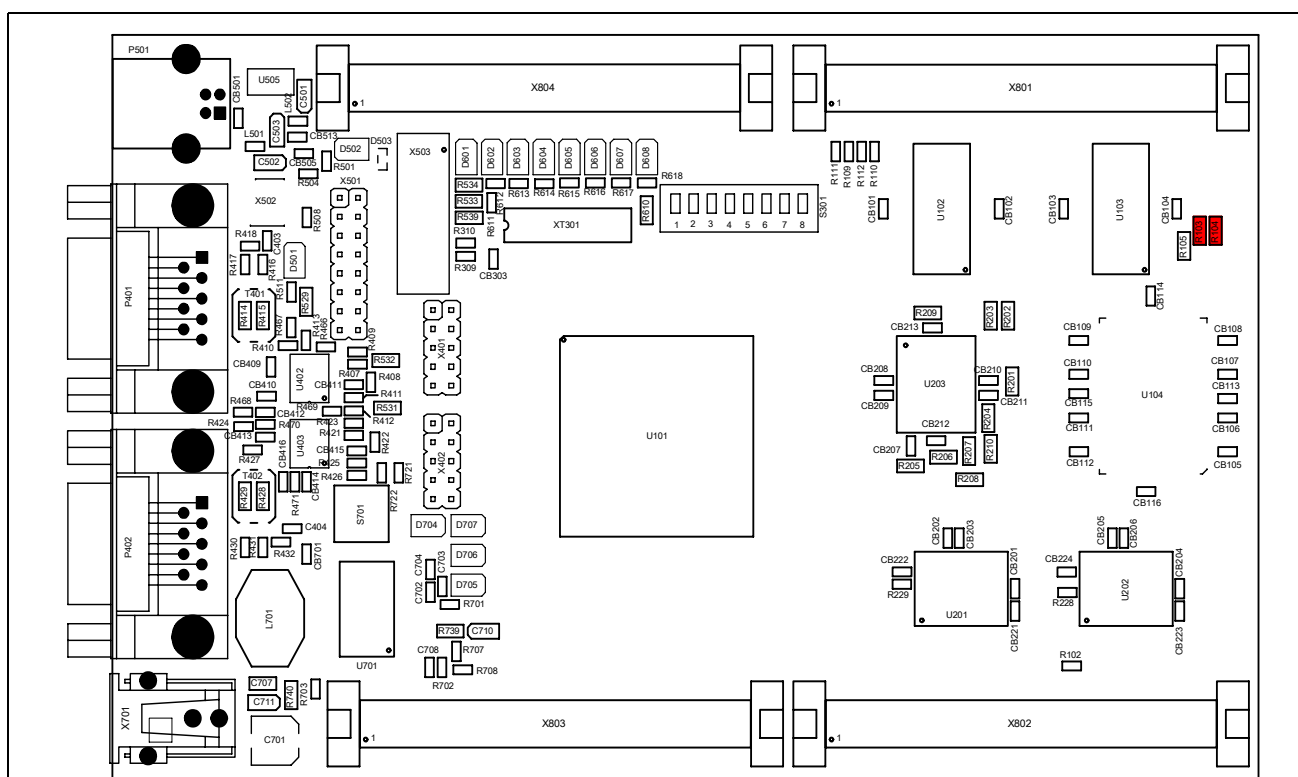 P501
CB501
U505
L502
C501
C503
L501
CB513
C502
CB505
R504
R501
D502
D503
X804
1
X801
1
X503
D601
D602
D603
D604
D605
D606
D607
D608
R618
R534
R533
R539
R612
R613
R614
R615
R616
R617
R610
R611
XT301
1 2 3 4 5 6 7 8
S301
R111
R109
R112
R110
U102
U103
CB101
CB102
CB103
CB104
R105
R103
R104
X502
X501
R508
R418
C403
R417
R416
D501
R310
R309
CB303
P401
T401
R414
R415
R511
R529
R467
R413
R466
R410
R409
R532
CB409
U402
R407
CB411
R408
X401
CB410
R411
R468
R469
R531
CB412
R423
R412
R424
R470
R421
CB413
U403
R422
R427
CB416
CB415
R425
R426
X402
R721
R722
T402
R429
R428
R471
CB414
S701
U101
R209
CB213
R203
R202
CB208
CB209
U203
CB210
CB211
R201
CB212
R204
CB207
R205
R206
R207
R210
R208
CB114
CB109
CB108
CB110
CB107
CB113
CB115
U104
CB111
CB106
CB112
CB105
CB116
P402
R430
R431
C404
R432
CB701
D704
D707
D706
D705
C704
C703
C702
R701
L701
U701
R739
C710
C708
R707
R702
R708
CB202
CB203
CB201
CB222
R229
U201
CB221
CB205
CB206
CB204
CB224
R228
U202
CB223
R102
X701
C707
C711
R740
R703
C701
X803
1
X802
1